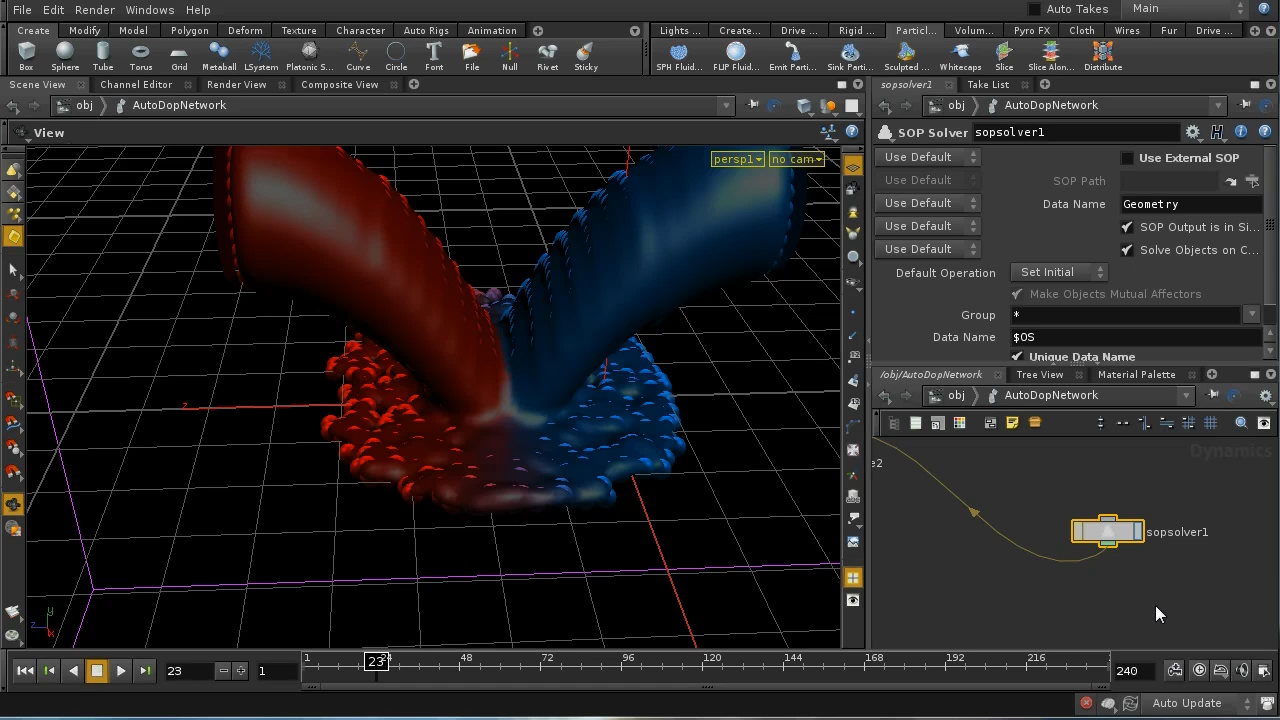 File Edit Render Windows Help Auto Takes Main
Create Modify Model Polygon Deform Texture Character Auto Rigs Animation Lights ... Create... Drive ... Rigid ... Particl... Volum... Pyro FX Cloth Wires Fur Drive ...
Box Sphere Tube Torus Grid Metaball LSystem Platonic S... Curve Circle Font File Null Rivet Sticky SPH Fluid... FLIP Fluid... Emit Parti... Sink Parti... Sculpted ... Whitecaps Slice Slice Alon... Distribute
Scene View Channel Editor Render View Composite View sopsolver1 Take List
obj AutoDopNetwork obj AutoDopNetwork
View SOP Solver sopsolver1
persp1 no cam
Use Default Use External SOP
Use Default SOP Path
Use Default Data Name Geometry
Use Default SOP Output is in Si...
Use Default Solve Objects on C...
Default Operation Set Initial
Make Objects Mutual Affectors
Group *
Data Name $OS
Unique Data Name
/obj/AutoDopNetwork Tree View Material Palette
obj AutoDopNetwork
Dynamics
e2
sopsolver1
z
y
z
x
23 1 1 23 24 48 72 96 120 144 168 192 216 240
Auto Update